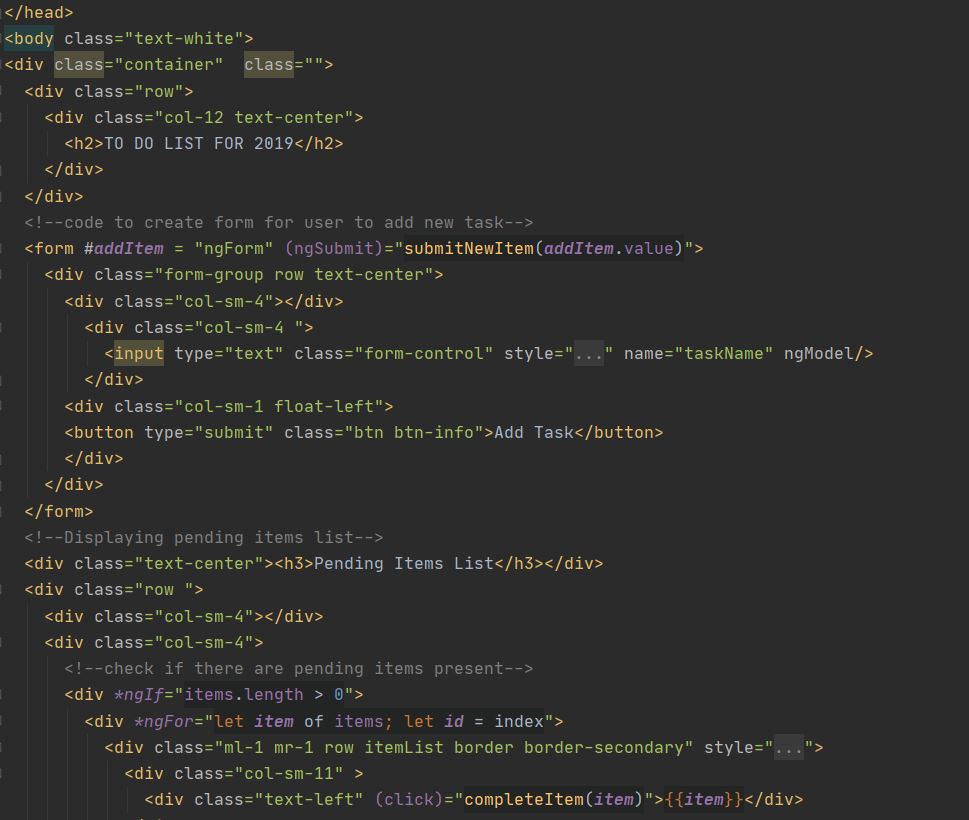 </head>
<body class="text-white">
<div class="container"  class="">
  <div class="row">
    <div class="col-12 text-center">
      <h2>TO DO LIST FOR 2019</h2>
    </div>
  </div>
  <!--code to create form for user to add new task-->
  <form #addItem = "ngForm" (ngSubmit)="submitNewItem(addItem.value)">
    <div class="form-group row text-center">
      <div class="col-sm-4"></div>
        <div class="col-sm-4 ">
          <input type="text" class="form-control" style="..." name="taskName" ngModel/>
        </div>
      <div class="col-sm-1 float-left">
      <button type="submit" class="btn btn-info">Add Task</button>
      </div>
    </div>
  </form>
  <!--Displaying pending items list-->
  <div class="text-center"><h3>Pending Items List</h3></div>
  <div class="row ">
    <div class="col-sm-4"></div>
    <div class="col-sm-4">
      <!--check if there are pending items present-->
      <div *ngIf="items.length > 0">
        <div *ngFor="let item of items; let id = index">
          <div class="ml-1 mr-1 row itemList border border-secondary" style="...">
            <div class="col-sm-11" >
              <div class="text-left" (click)="completeItem(item)">{{item}}</div>